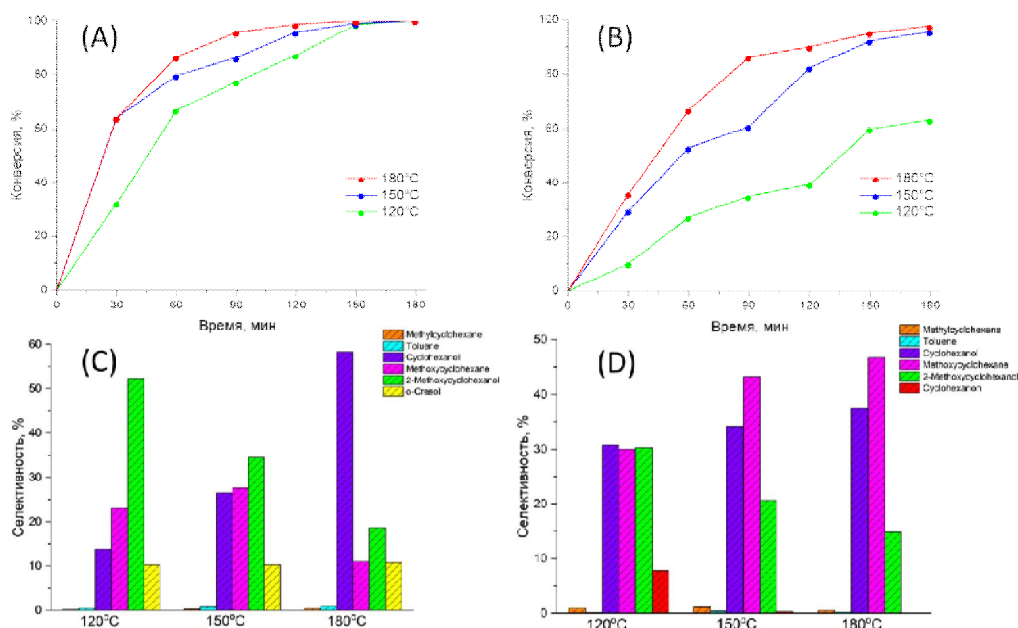 (A)
Конверсия, %
100
80
60
40
20
0
180°C
150°C
120°C
0 30 60 90 120 150 180
Время, мин
(B)
Конверсия, %
100
80
60
40
20
0
180°C
150°C
120°C
0 30 60 90 120 150 180
Время, мин
(C)
Селективность, %
60
50
40
30
20
10
0
Methylcyclohexane
Toluene
Cyclohexanol
Methoxycyclohexane
2-Methoxycyclohexanol
o-Cresol
120°C 150°C 180°C
(D)
Селективность, %
50
40
30
20
10
0
Methylcyclohexane
Toluene
Cyclohexanol
Methoxycyclohexane
2-Methoxycyclohexanol
Cyclohexanon
120°C 150°C 180°C